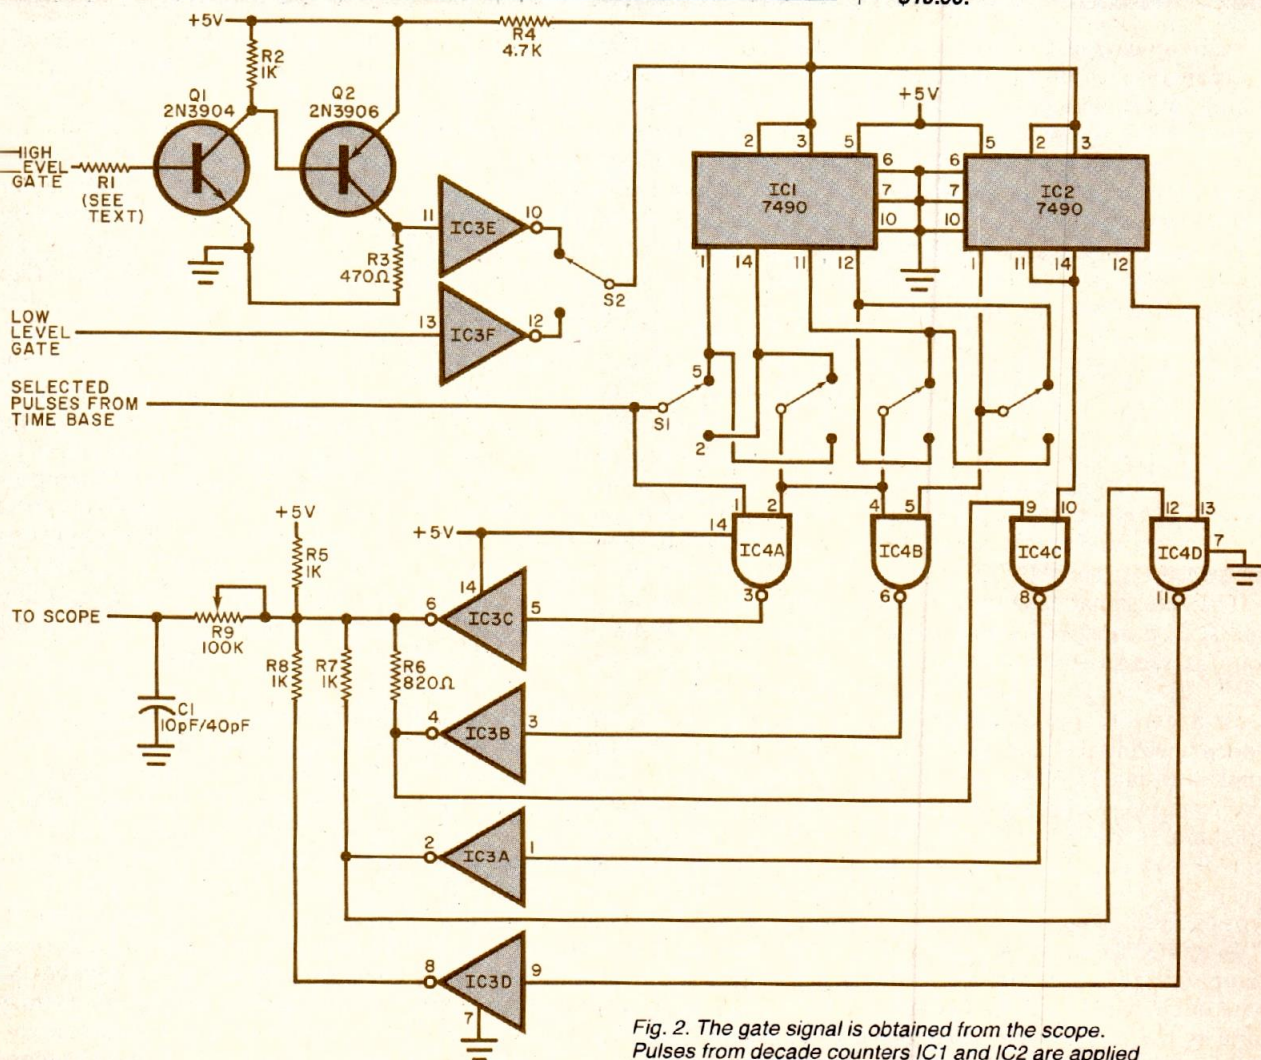 $19.00.
+5V
R4
4.7K
R2
1K
Q1
2N3904
Q2
2N3906
+5V
HIGH
LEVEL
GATE
R1
(SEE
TEXT)
2
3
5
5
2
3
IC1
7490
6
7
10
6
7
10
IC2
7490
11
IC3E
10
R3
470Ω
S2
1
14
11
12
1
11
14
12
LOW
LEVEL
GATE
13
IC3F
12
SELECTED
PULSES FROM
TIME BASE
5
S1
2
+5V
+5V
14
1
2
4
5
9
10
12
13
IC4A
IC4B
IC4C
IC4D
7
3
6
8
11
R5
1K
14
TO SCOPE
R9
100K
6
IC3C
5
R8
1K
R7
1K
R6
820Ω
C1
10pF/40pF
4
IC3B
3
2
IC3A
1
8
IC3D
9
7
Fig. 2. The gate signal is obtained from the scope.
Pulses from decade counters IC1 and IC2 are applied